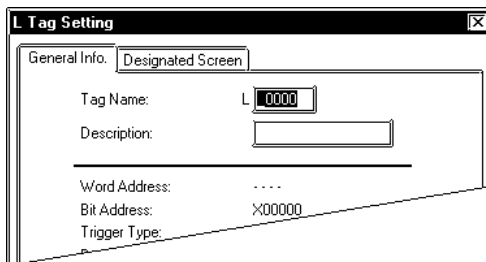 L Tag Setting
General Info. Designated Screen
Tag Name: L 0000
Description:
Word Address: ----
Bit Address: X00000
Trigger Type: